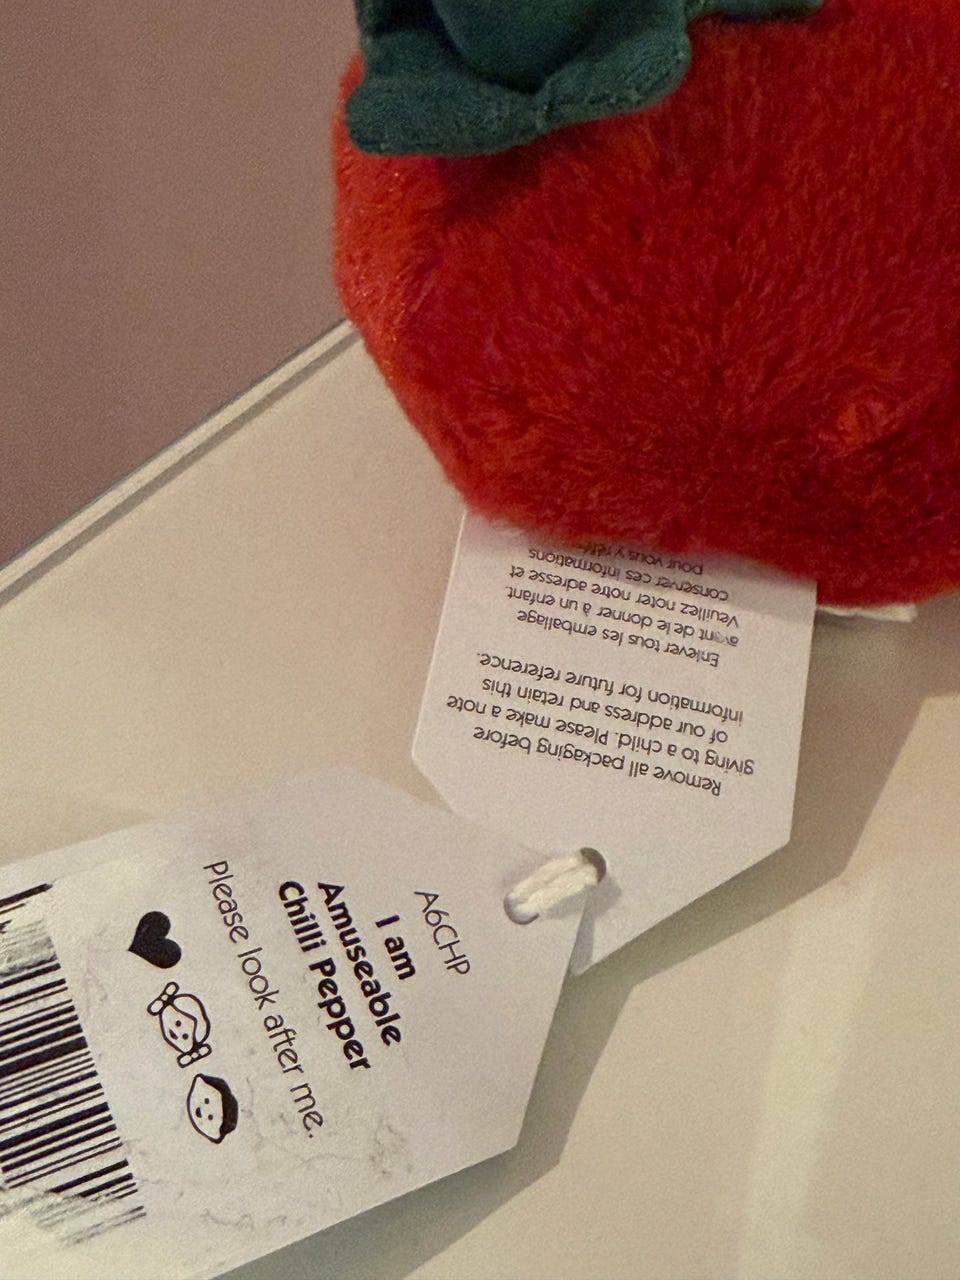 A6CHP
I am
Amuseable
Chilli Pepper
Please look after me.
Remove all packaging before
giving to a child. Please make a note
of our address and retain this
information for future reference.
Enlever tous les emballage
avant de le donner à un enfant.
Veuillez noter notre adresse et
conserver ces informations
pour vous y